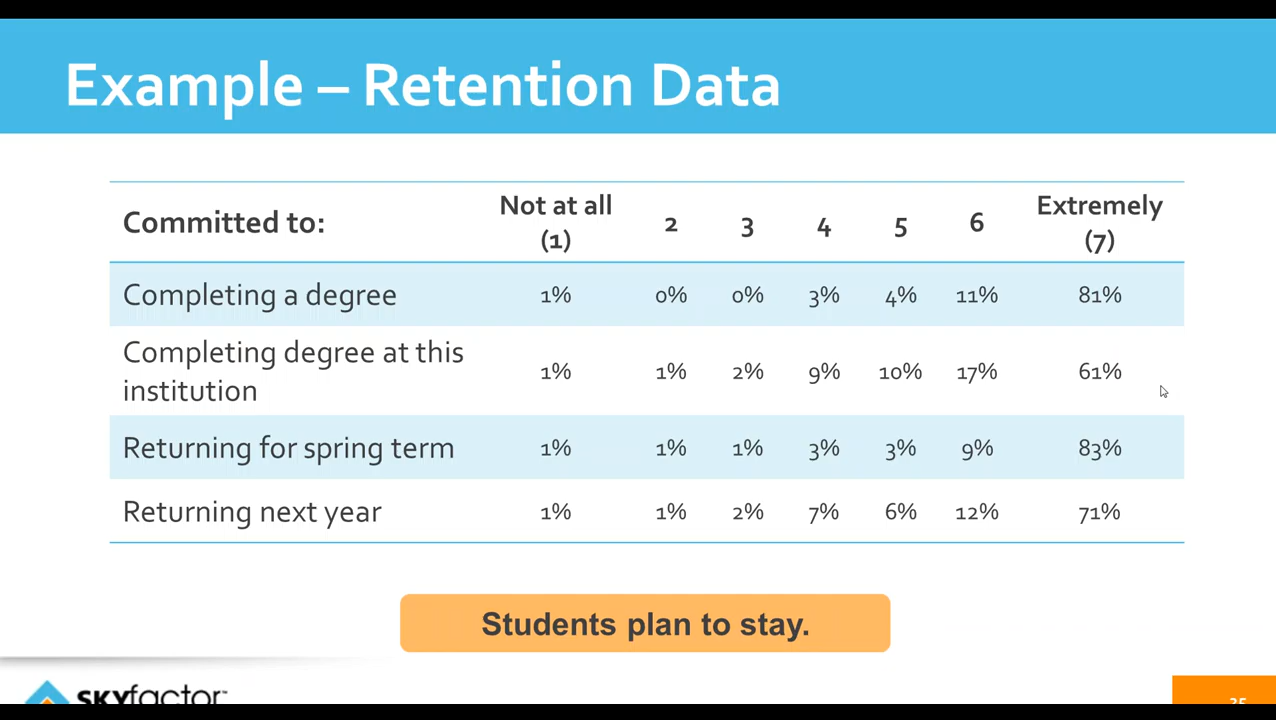 Example – Retention Data
Committed to: Not at all (1) 2 3 4 5 6 Extremely (7)
Completing a degree 1% 0% 0% 3% 4% 11% 81%
Completing degree at this institution 1% 1% 2% 9% 10% 17% 61%
Returning for spring term 1% 1% 1% 3% 3% 9% 83%
Returning next year 1% 1% 2% 7% 6% 12% 71%
Students plan to stay.
SKYfactor™